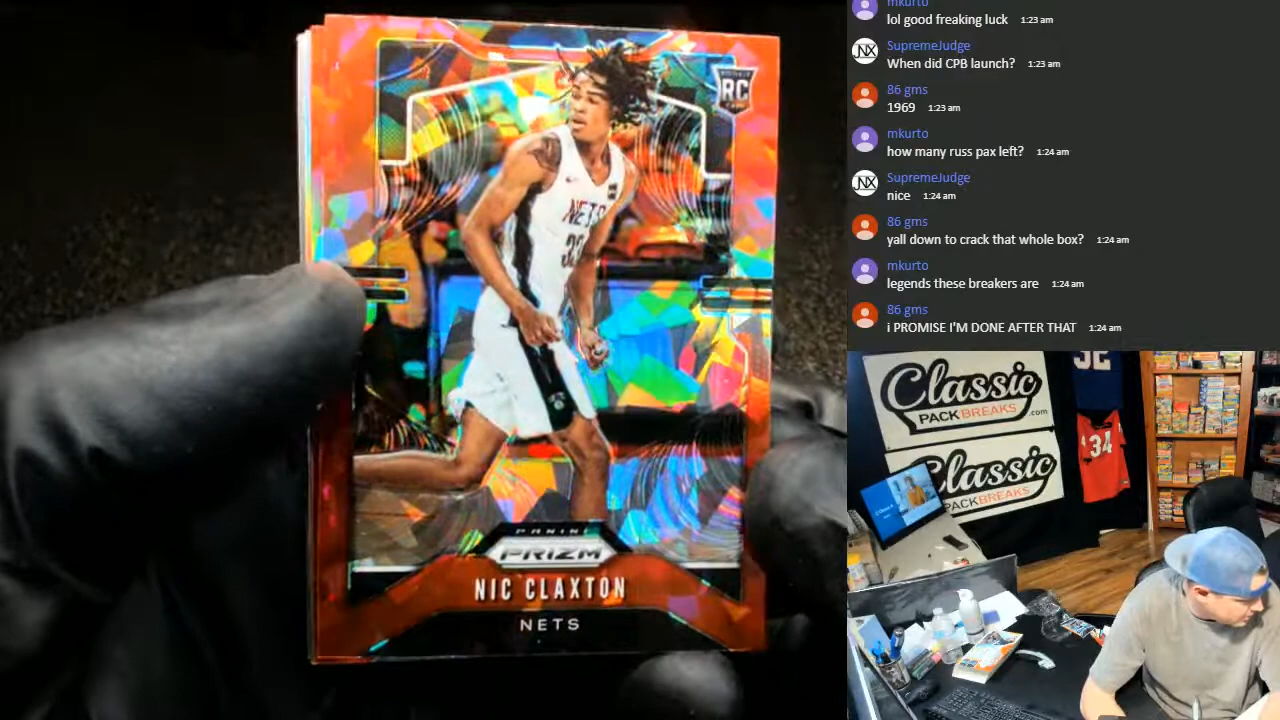 RC
NETS
33
PANINI
PRIZM
NIC CLAXTON
NETS
mkurto
lol good freaking luck 1:23 am
SupremeJudge
When did CPB launch? 1:23 am
86 gms
1969 1:23 am
mkurto
how many russ pax left? 1:24 am
SupremeJudge
nice 1:24 am
86 gms
yall down to crack that whole box? 1:24 am
mkurto
legends these breakers are 1:24 am
86 gms
i PROMISE I'M DONE AFTER THAT 1:24 am
JNX
JNX
Classic
PACKBREAKS.com
Classic
PACKBREAKS
32
34